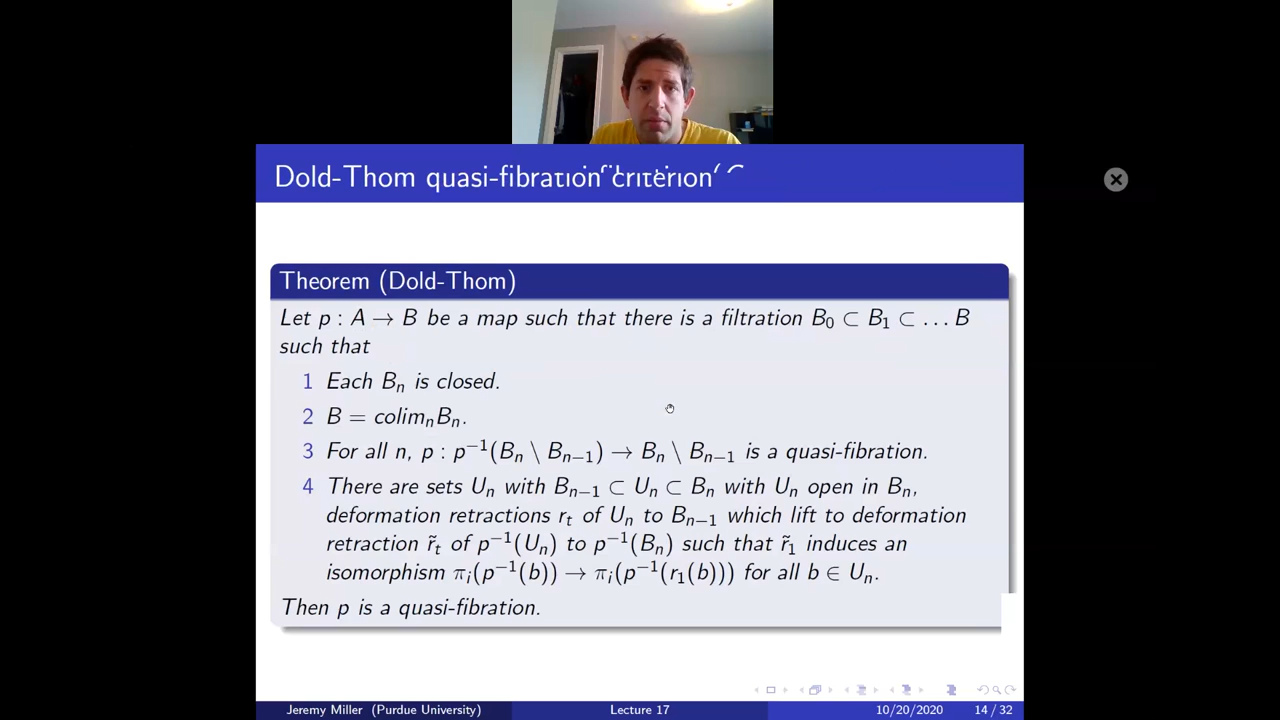 Dold-Thom quasi-fibration criterion
Theorem (Dold-Thom)
Let p : A → B be a map such that there is a filtration B₀ ⊂ B₁ ⊂ ...B
such that
1 Each Bₙ is closed.
2 B = colimₙBₙ.
3 For all n, p : p⁻¹(Bₙ \ Bₙ₋₁) → Bₙ \ Bₙ₋₁ is a quasi-fibration.
4 There are sets Uₙ with Bₙ₋₁ ⊂ Uₙ ⊂ Bₙ with Uₙ open in Bₙ,
deformation retractions rₜ of Uₙ to Bₙ₋₁ which lift to deformation
retraction r̃ₜ of p⁻¹(Uₙ) to p⁻¹(Bₙ) such that r̃₁ induces an
isomorphism πᵢ(p⁻¹(b)) → πᵢ(p⁻¹(r₁(b))) for all b ∈ Uₙ.
Then p is a quasi-fibration.
Jeremy Miller (Purdue University) Lecture 17 10/20/2020 14 / 32